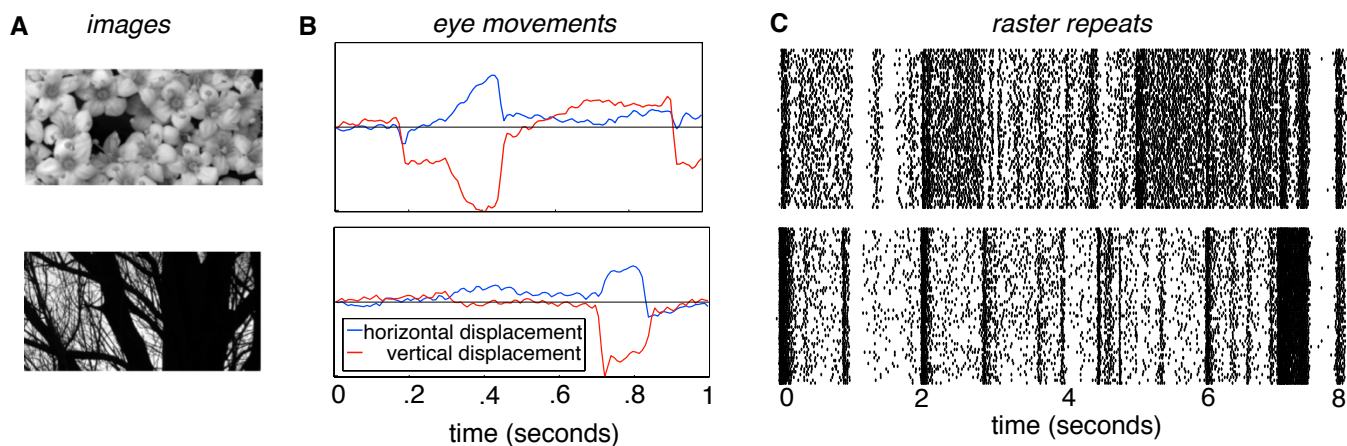 A images
B eye movements
C raster repeats
horizontal displacement
vertical displacement
0 .2 .4 .6 .8 1
time (seconds)
0 2 4 6 8
time (seconds)